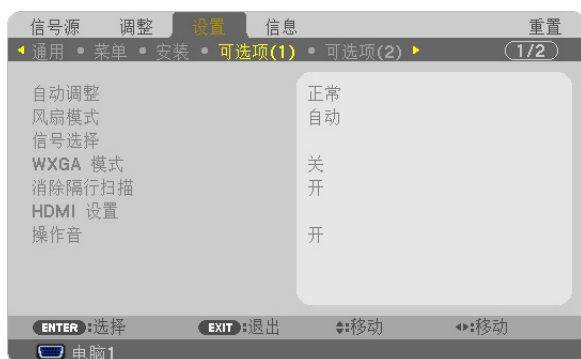 信号源 调整 设置 信息 重置
通用 • 菜单 • 安装 • 可选项(1) • 可选项(2) 1/2
自动调整 正常
风扇模式 自动
信号选择
WXGA 模式 关
消除隔行扫描 开
HDMI 设置
操作音 开
ENTER:选择 EXIT:退出 :移动 :移动
电脑1